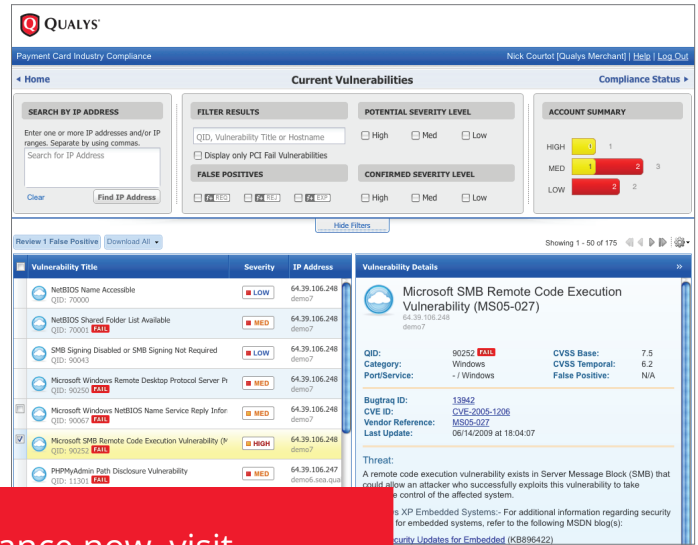 QUALYS®
Payment Card Industry Compliance
Nick Courtot [Qualys Merchant] | Help | Log Out
Home
Current Vulnerabilities
Compliance Status
SEARCH BY IP ADDRESS
Enter one or more IP addresses and/or IP
ranges. Separate by using commas.
Search for IP Address
Clear
Find IP Address
FILTER RESULTS
QID, Vulnerability Title or Hostname
Display only PCI Fail Vulnerabilities
FALSE POSITIVES
REQ
REJ
EXP
POTENTIAL SEVERITY LEVEL
High Med Low
CONFIRMED SEVERITY LEVEL
High Med Low
ACCOUNT SUMMARY
HIGH 1 1
MED 1 2 3
LOW 2 2
Hide Filters
Review 1 False Positive
Download All
Showing 1 - 50 of 175
Vulnerability Title Severity IP Address
NetBIOS Name Accessible
QID: 70000
LOW
64.39.106.248
demo7
NetBIOS Shared Folder List Available
QID: 70001 FAIL
MED
64.39.106.248
demo7
SMB Signing Disabled or SMB Signing Not Required
QID: 90043
LOW
64.39.106.248
demo7
Microsoft Windows Remote Desktop Protocol Server Pr
QID: 90250 FAIL
MED
64.39.106.248
demo7
Microsoft Windows NetBIOS Name Service Reply Infor
QID: 90067 FAIL
MED
64.39.106.248
demo7
Microsoft SMB Remote Code Execution Vulnerability (M
QID: 90252 FAIL
HIGH
64.39.106.248
demo7
PHPMyAdmin Path Disclosure Vulnerability
QID: 11301 FAIL
MED
64.39.106.247
demo6.sea.qua
Vulnerability Details
Microsoft SMB Remote Code Execution
Vulnerability (MS05-027)
64.39.106.248
demo7
QID: 90252 FAIL
CVSS Base: 7.5
Category: Windows
CVSS Temporal: 6.2
Port/Service: - / Windows
False Positive: N/A
Bugtraq ID: 13942
CVE ID: CVE-2005-1206
Vendor Reference: MS05-027
Last Update: 06/14/2009 at 18:04:07
Threat:
A remote code execution vulnerability exists in Server Message Block (SMB) that
could allow an attacker who successfully exploits this vulnerability to take
control of the affected system.
XP Embedded Systems:- For additional information regarding security
for embedded systems, refer to the following MSDN blog(s):
Security Updates for Embedded (KB896422)
ance now, visit